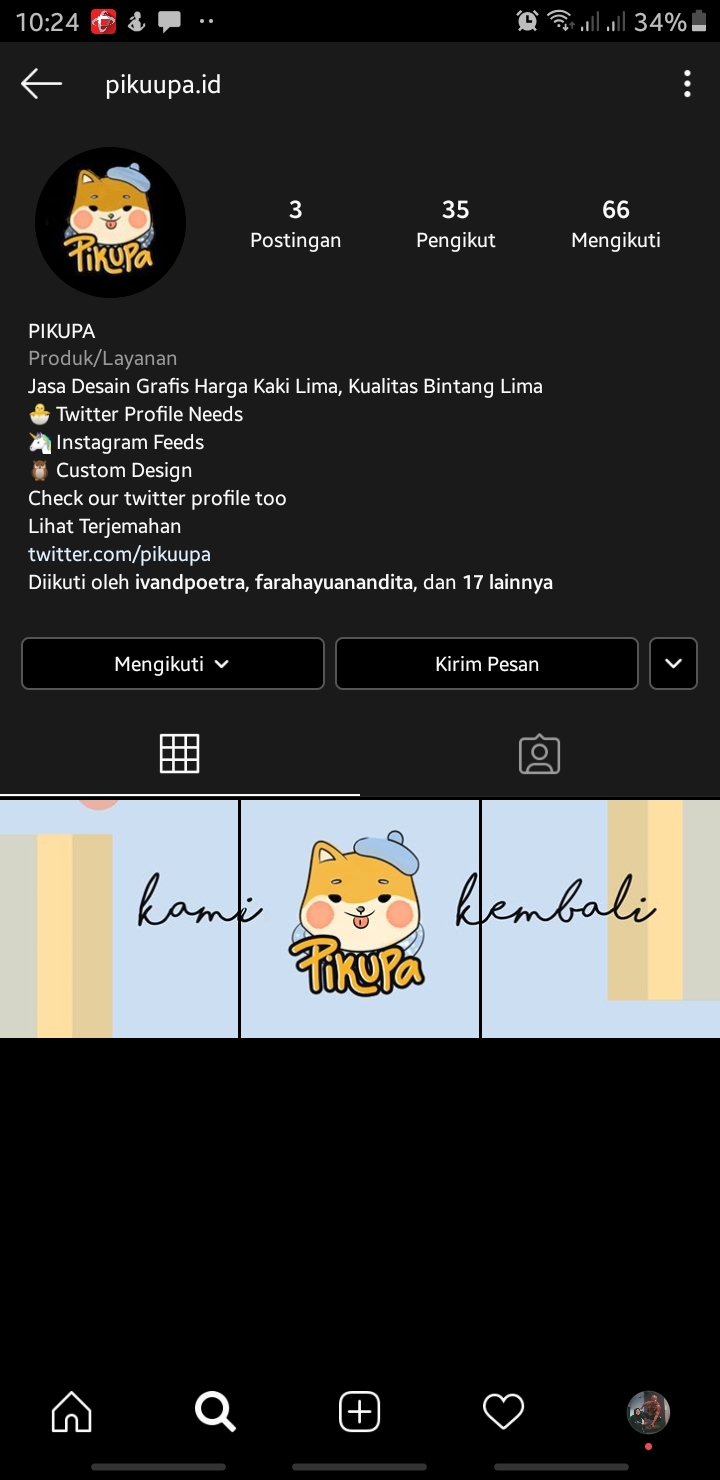 10:24
34%
pikuupa.id
PIKUPA
3
Postingan
35
Pengikut
66
Mengikuti
PIKUPA
Produk/Layanan
Jasa Desain Grafis Harga Kaki Lima, Kualitas Bintang Lima
🐣 Twitter Profile Needs
🦄 Instagram Feeds
🦉 Custom Design
Check our twitter profile too
Lihat Terjemahan
twitter.com/pikuupa
Diikuti oleh ivandpoetra, farahayuanandita, dan 17 lainnya
Mengikuti
Kirim Pesan
kami
PiKUPa
kembali